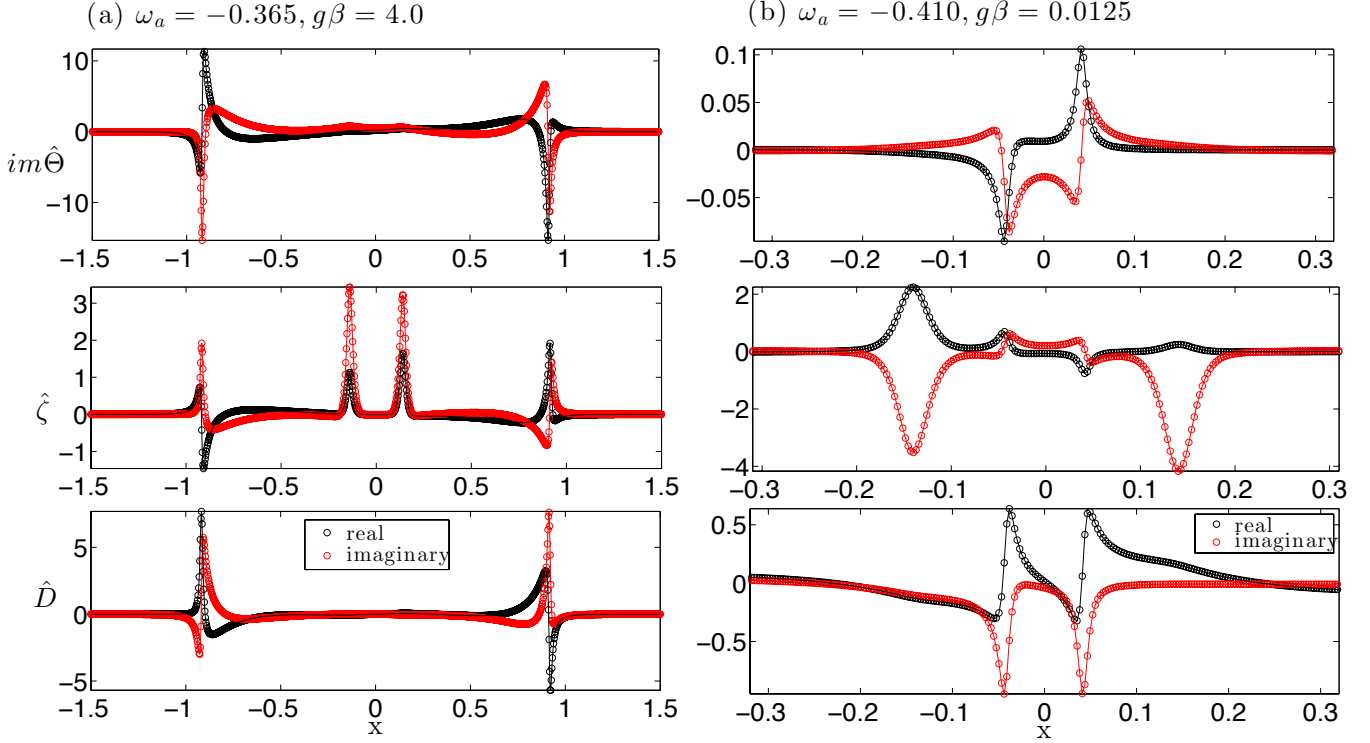 (a) ω_a = −0.365, gβ = 4.0
10
0
−10
imΘ̂
−1.5 −1 −0.5 0 0.5 1 1.5
3
2
1
0
−1
ζ̂
−1.5 −1 −0.5 0 0.5 1 1.5
5
0
−5
D̂
real
imaginary
−1.5 −1 −0.5 0 0.5 1 1.5
x
(b) ω_a = −0.410, gβ = 0.0125
0.1
0.05
0
−0.05
−0.3 −0.2 −0.1 0 0.1 0.2 0.3
2
0
−2
−4
−0.3 −0.2 −0.1 0 0.1 0.2 0.3
0.5
0
−0.5
real
imaginary
−0.3 −0.2 −0.1 0 0.1 0.2 0.3
x